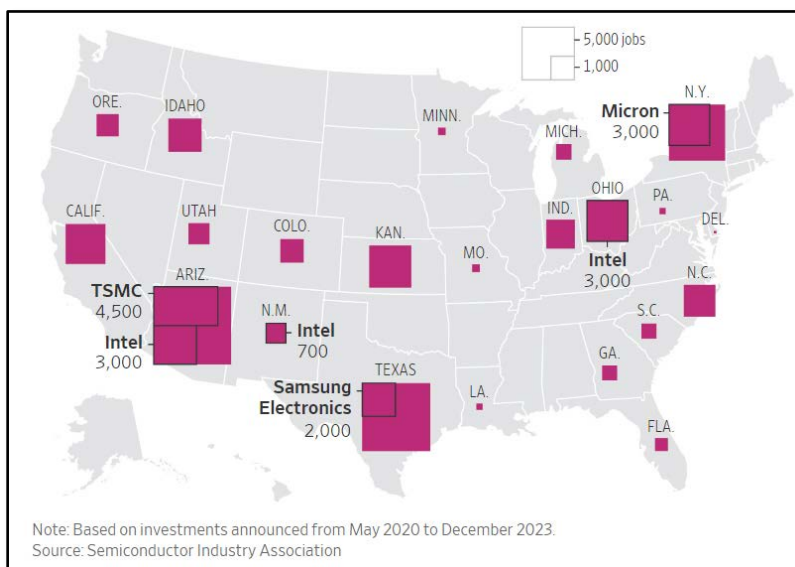 5,000 jobs
1,000
ORE.
IDAHO
MINN.
MICH.
N.Y.
Micron
3,000
CALIF.
UTAH
COLO.
KAN.
MO.
IND.
OHIO
Intel
3,000
PA.
DEL.
N.C.
ARIZ.
TSMC
4,500
Intel
3,000
N.M.
Intel
700
TEXAS
Samsung
Electronics
2,000
LA.
S.C.
GA.
FLA.
Note: Based on investments announced from May 2020 to December 2023.
Source: Semiconductor Industry Association